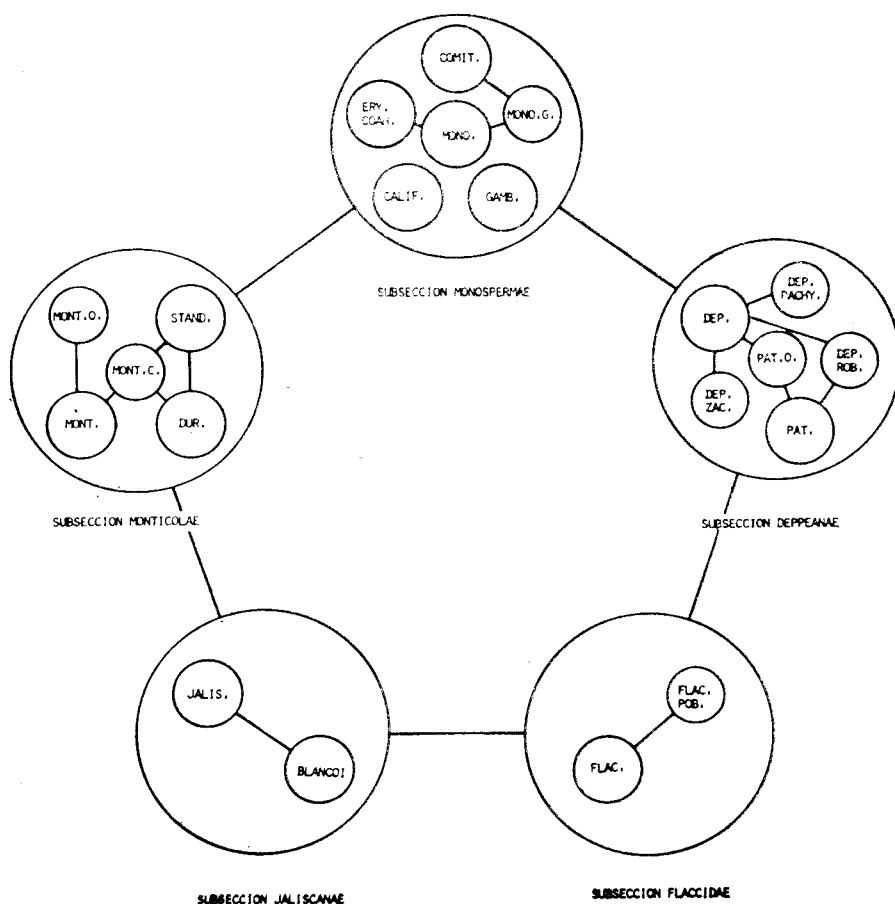 COMIT.
ERY.
COAH.
MONO.G.
MONO.
CALIF.
GAMB.
SUBSECCION MONOSPERMAE
MONT.O.
STAND.
MONT.C.
MONT.
DUR.
SUBSECCION MONTICOLAE
DEP.
PACHY.
DEP.
PAT.O.
DEP.
ROB.
DEP.
ZAC.
PAT.
SUBSECCION DEPPEANAE
JALIS.
BLANCOI
SUBSECCION JALISCANAE
FLAC.
POB.
FLAC.
SUBSECCION FLACCIDAE